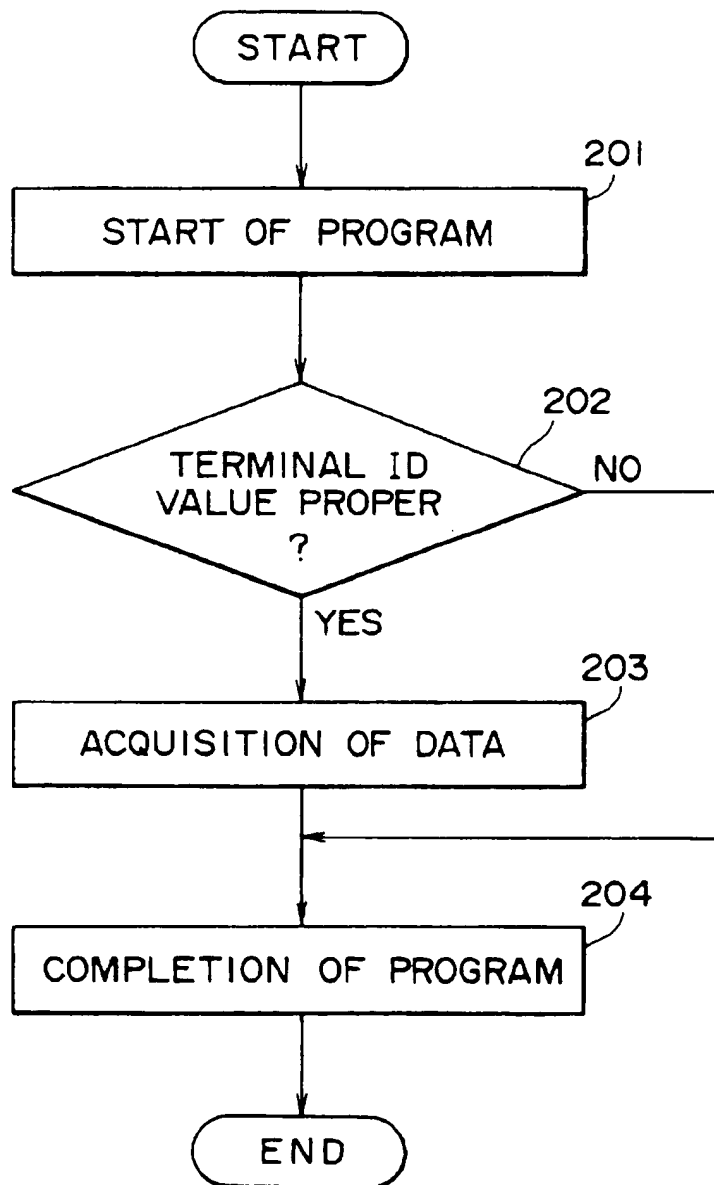 START
201
START OF PROGRAM
202
TERMINAL ID
VALUE PROPER
?
NO
YES
203
ACQUISITION OF DATA
204
COMPLETION OF PROGRAM
END